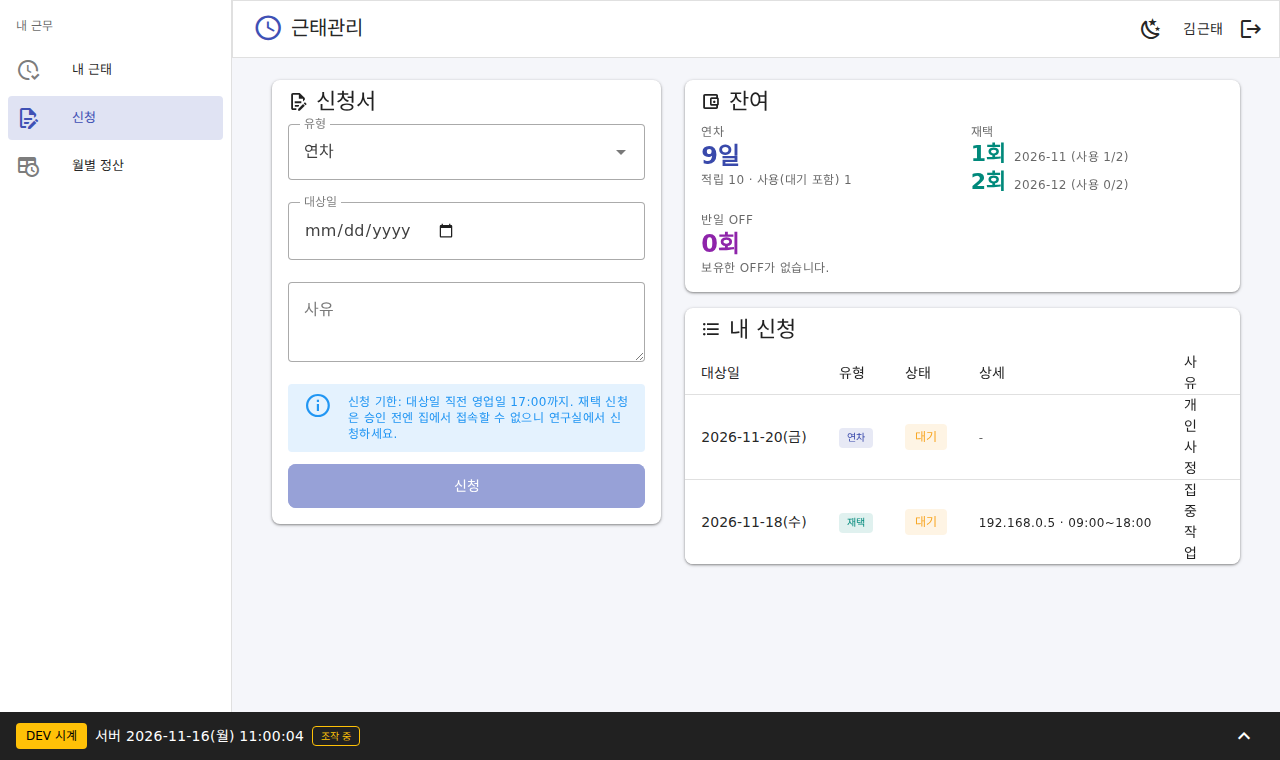 내 근무
내 근태
신청
월별 정산
근태관리
김근태
신청서
유형
연차
대상일
mm/dd/yyyy
사유
신청 기한: 대상일 직전 영업일 17:00까지. 재택 신청
은 승인 전엔 집에서 접속할 수 없으니 연구실에서 신
청하세요.
신청
잔여
연차
9일
적립 10 · 사용(대기 포함) 1
재택
1회 2026-11 (사용 1/2)
2회 2026-12 (사용 0/2)
반일 OFF
0회
보유한 OFF가 없습니다.
내 신청
대상일 유형 상태 상세 사유
2026-11-20(금) 연차 대기 - 개인사정
2026-11-18(수) 재택 대기 192.168.0.5 · 09:00~18:00 집중작업
DEV 시계 서버 2026-11-16(월) 11:00:04 조작 중